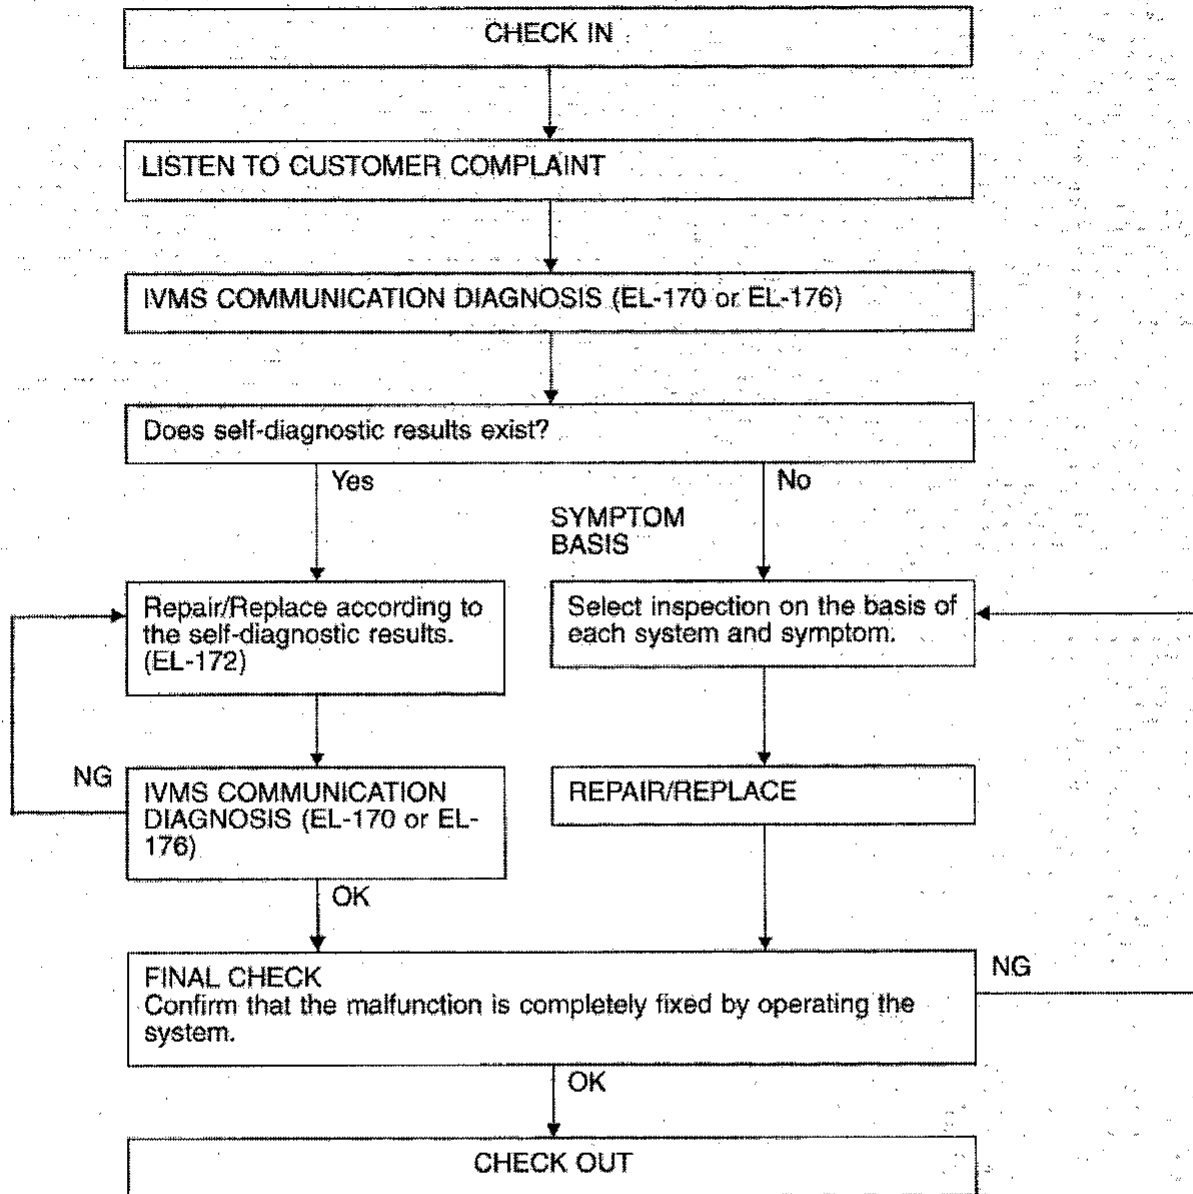 CHECK IN
LISTEN TO CUSTOMER COMPLAINT
IVMS COMMUNICATION DIAGNOSIS (EL-170 or EL-176)
Does self-diagnostic results exist?
Yes
No
SYMPTOM
BASIS
Repair/Replace according to
the self-diagnostic results.
(EL-172)
Select inspection on the basis of
each system and symptom.
NG
IVMS COMMUNICATION
DIAGNOSIS (EL-170 or EL-
176)
REPAIR/REPLACE
OK
FINAL CHECK
Confirm that the malfunction is completely fixed by operating the
system.
NG
OK
CHECK OUT